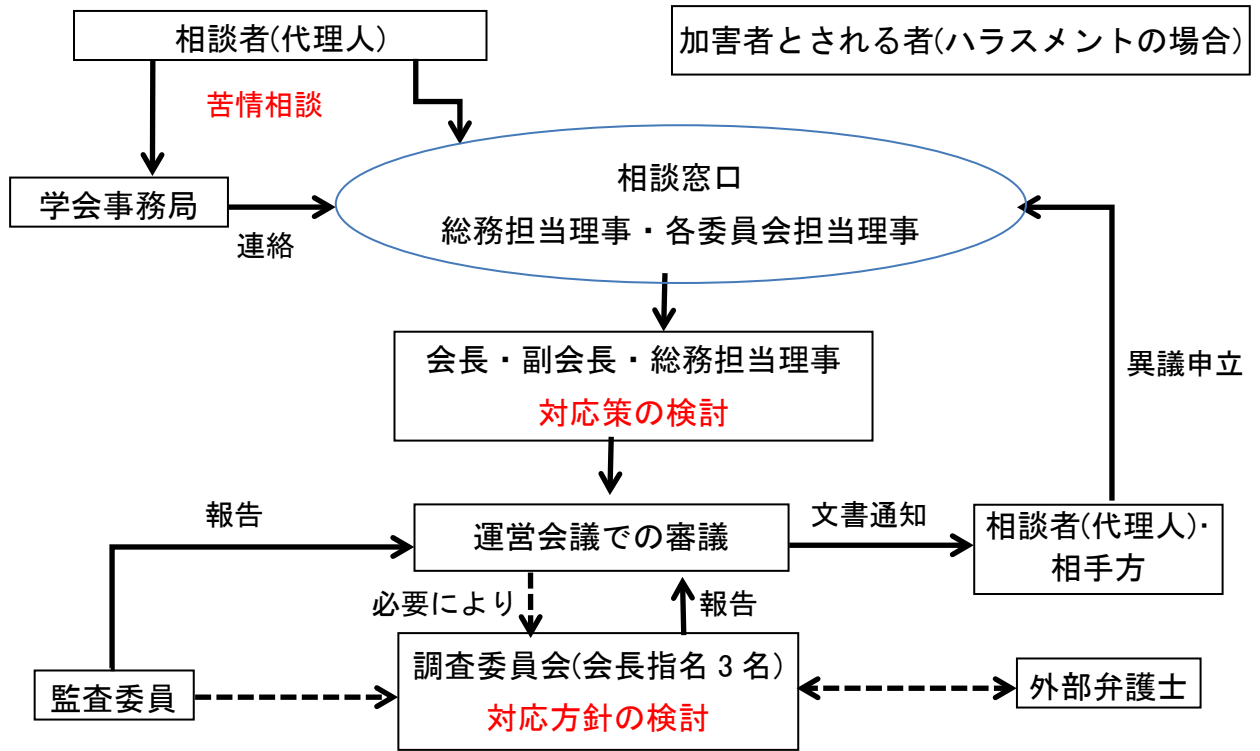 相談者(代理人)
加害者とされる者(ハラスメントの場合)
苦情相談
相談窓口
学会事務局
総務担当理事・各委員会担当理事
連絡
会長・副会長・総務担当理事
異議申立
対応策の検討
報告
文書通知
運営会議での審議
相談者(代理人)・
相手方
必要により
報告
調査委員会(会長指名 3 名)
監査委員
外部弁護士
対応方針の検討